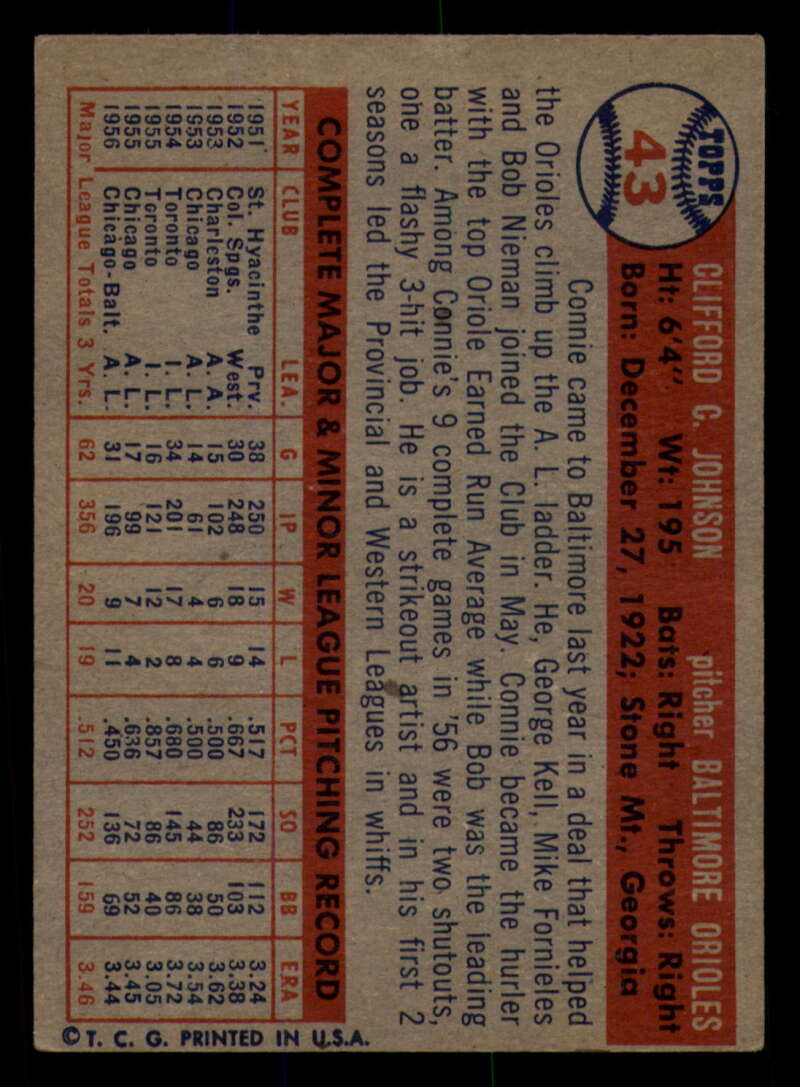 TOPPS
43
CLIFFORD C. JOHNSON pitcher BALTIMORE ORIOLES
Ht: 6'4". Wt: 195 Bats: Right Throws: Right
Born: December 27, 1922; Stone Mt., Georgia
Connie came to Baltimore last year in a deal that helped
the Orioles climb up the A. L. ladder. He, George Kell, Mike Fornieles
and Bob Nieman joined the Club in May. Connie became the hurler
with the top Oriole Earned Run Average while Bob was the leading
batter. Among Connie's 9 complete games in '56 were two shutouts,
one a flashy 3-hit job. He is a strikeout artist and in his first 2
seasons led the Provincial and Western Leagues in whiffs.
COMPLETE MAJOR & MINOR LEAGUE PITCHING RECORD
YEAR CLUB LEA. G IP W L PCT SO BB ERA
1951 St. Hyacinthe Prv. 38 250 15 14 .517 172 112 3.24
1952 Col. Spgs. West. 30 248 18 9 .667 233 103 3.38
1953 Charleston A. A. 15 102 6 6 .500 86 50 3.62
1953 Chicago A. L. 14 61 4 4 .500 44 38 3.54
1954 Toronto I. L. 34 201 17 8 .680 145 86 3.72
1955 Toronto I. L. 16 121 12 2 .857 86 40 3.05
1955 Chicago A. L. 17 99 7 4 .636 72 52 3.45
1956 Chicago-Balt. A. L. 31 196 9 11 .450 136 69 3.44
Major League Totals 3 Yrs. 62 356 20 19 .512 252 159 3.46
© T. C. G. PRINTED IN U.S.A.